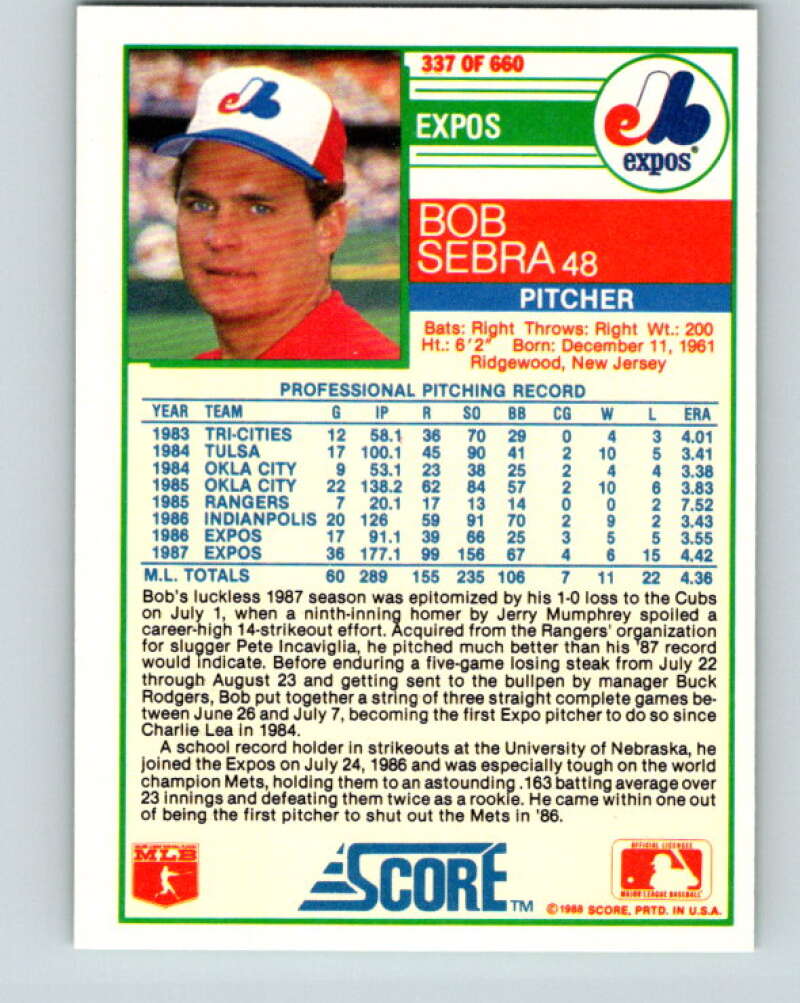 337 OF 660
EXPOS
expos
BOB
SEBRA 48
PITCHER
Bats: Right Throws: Right Wt.: 200
Ht.: 6'2" Born: December 11, 1961
Ridgewood, New Jersey
PROFESSIONAL PITCHING RECORD
YEAR TEAM G IP R SO BB CG W L ERA
1983 TRI-CITIES 12 58.1 36 70 29 0 4 3 4.01
1984 TULSA 17 100.1 45 90 41 2 10 5 3.41
1984 OKLA CITY 9 53.1 23 38 25 2 4 4 3.38
1985 OKLA CITY 22 138.2 62 84 57 2 10 6 3.83
1985 RANGERS 7 20.1 17 13 14 0 0 2 7.52
1986 INDIANPOLIS 20 126 59 91 70 2 9 2 3.43
1986 EXPOS 17 91.1 39 66 25 3 5 5 3.55
1987 EXPOS 36 177.1 99 156 67 4 6 15 4.42
M.L. TOTALS 60 289 155 235 106 7 11 22 4.36
Bob's luckless 1987 season was epitomized by his 1-0 loss to the Cubs
on July 1, when a ninth-inning homer by Jerry Mumphrey spoiled a
career-high 14-strikeout effort. Acquired from the Rangers' organization
for slugger Pete Incaviglia, he pitched much better than his '87 record
would indicate. Before enduring a five-game losing steak from July 22
through August 23 and getting sent to the bullpen by manager Buck
Rodgers, Bob put together a string of three straight complete games be-
tween June 26 and July 7, becoming the first Expo pitcher to do so since
Charlie Lea in 1984.
A school record holder in strikeouts at the University of Nebraska, he
joined the Expos on July 24, 1986 and was especially tough on the world
champion Mets, holding them to an astounding .163 batting average over
23 innings and defeating them twice as a rookie. He came within one out
of being the first pitcher to shut out the Mets in '86.
MLB
SCORE TM
OFFICIAL LICENSEE
MAJOR LEAGUE BASEBALL
©1988 SCORE, PRTD. IN U.S.A.